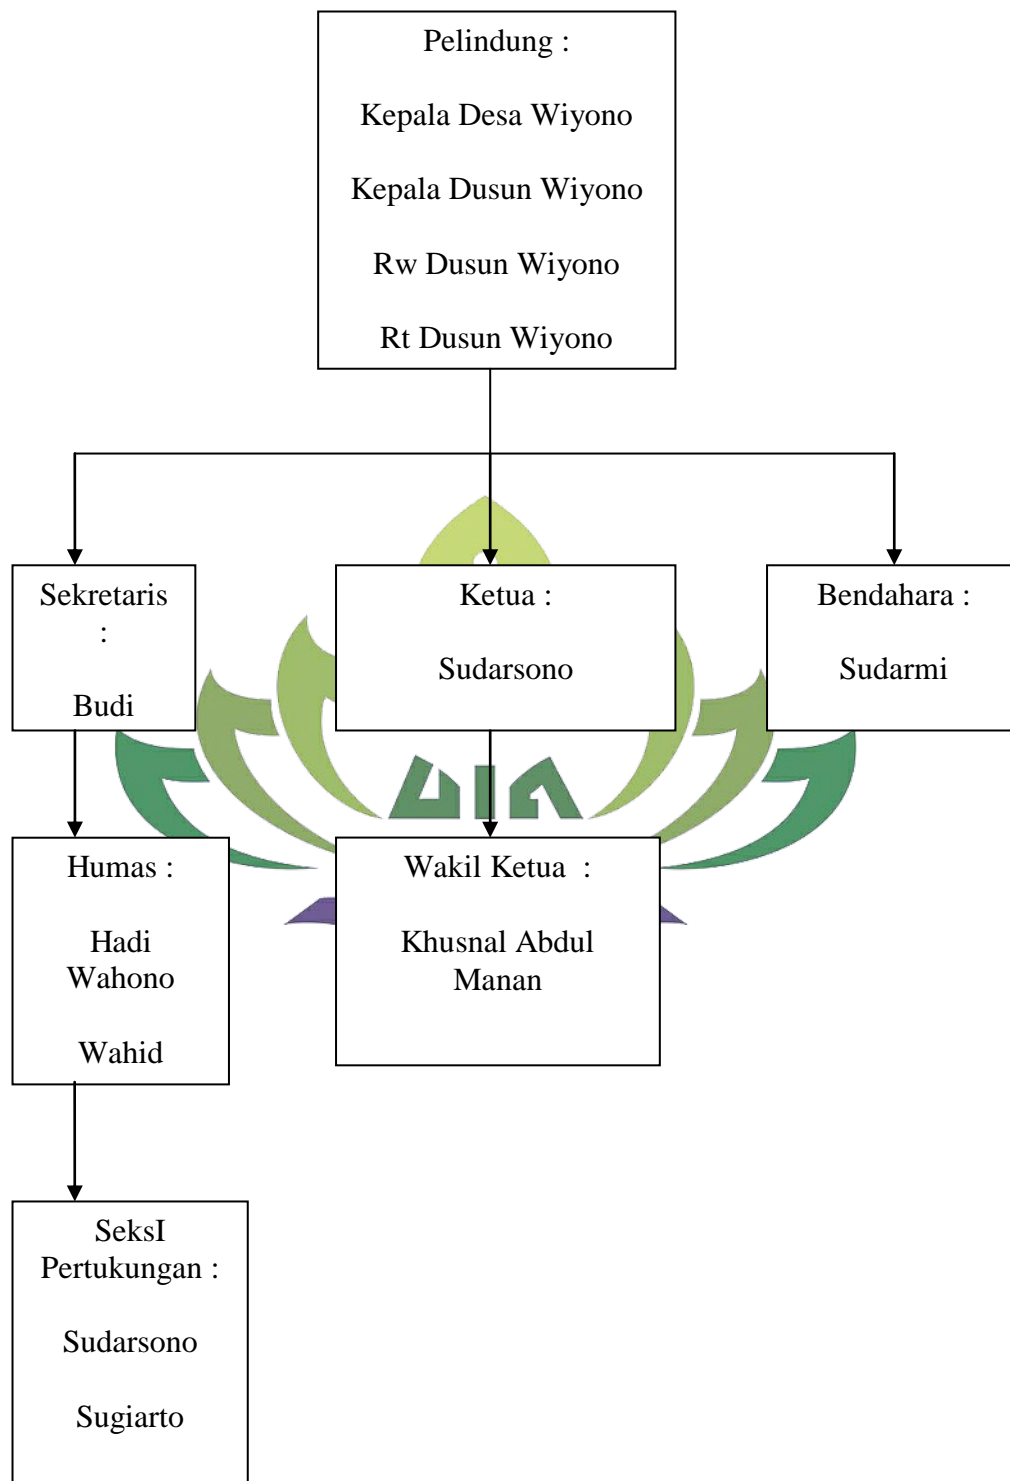 Pelindung :
Kepala Desa Wiyono
Kepala Dusun Wiyono
Rw Dusun Wiyono
Rt Dusun Wiyono
Sekretaris
:
Budi
Ketua :
Sudarsono
Bendahara :
Sudarmi
Humas :
Hadi
Wahono
Wahid
Wakil Ketua  :
Khusnal Abdul
Manan
SeksI
Pertukungan :
Sudarsono
Sugiarto